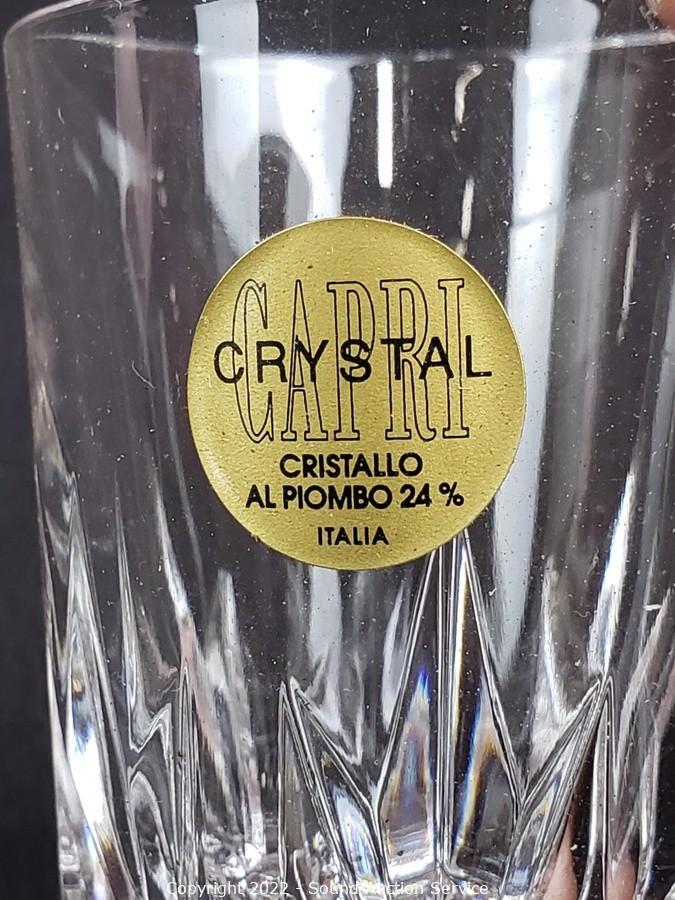 CAPRI
CRYSTAL
CRISTALLO
AL PIOMBO 24 %
ITALIA
Copyright 2022 - Sound Auction Service